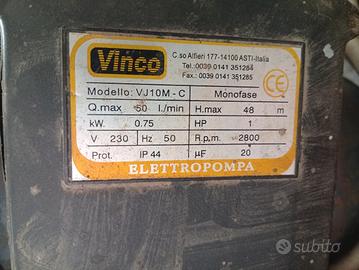 Vinco
C.so Alfieri 177-14100 ASTI-Italia
Tel.:0039 0141 351284
Fax.: 0039 0141 351285
CE
Modello: VJ10M-C Monofase
Q.max 50 l./min H.max 48 m
kW. 0.75 HP 1
V 230 Hz 50 R.p.m. 2800
Prot. IP 44 µF 20
ELETTROPOMPA
subito